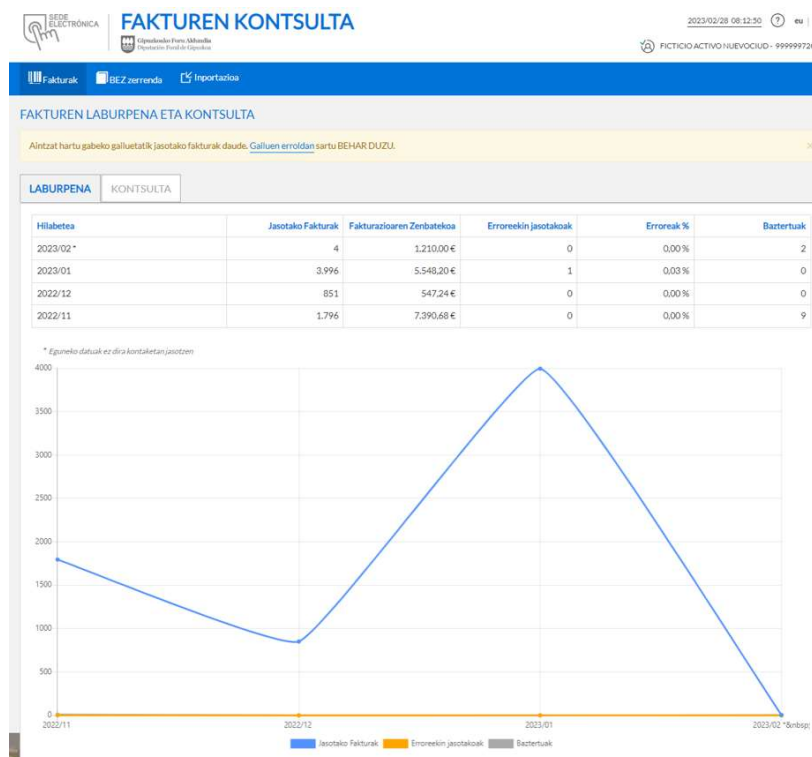 SEDE
ELECTRÓNICA
FAKTUREN KONTSULTA
Gipuzkoako Foru Aldundia
Diputación Foral de Gipuzkoa
2023/02/28 08:12:50 ? eu
FICTICIO ACTIVO NUEVOCIUD - 9999972
Fakturak BEZ zerrenda Inportazioa
FAKTUREN LABURPENA ETA KONTSULTA
Aintzat hartu gabeko gailuetatik jasotako fakturak daude. Gailuen erroldan sartu BEHAR DUZU. ×
LABURPENA KONTSULTA
Hilabetea Jasotako Fakturak Fakturazioaren Zenbatekoa Erroreekin jasotakoak Erroreak % Baztertuak
2023/02 * 4 1.210,00 € 0 0,00 % 2
2023/01 3.996 5.548,20 € 1 0,03 % 0
2022/12 851 547,24 € 0 0,00 % 0
2022/11 1.796 7.390,68 € 0 0,00 % 9
* Eguneko datuak ez dira kontaketan jasotzen
4000
3500
3000
2500
2000
1500
1000
500
0
2022/11 2022/12 2023/01 2023/02 *&nbsp;
Jasotako Fakturak Erroreekin jasotakoak Baztertuak